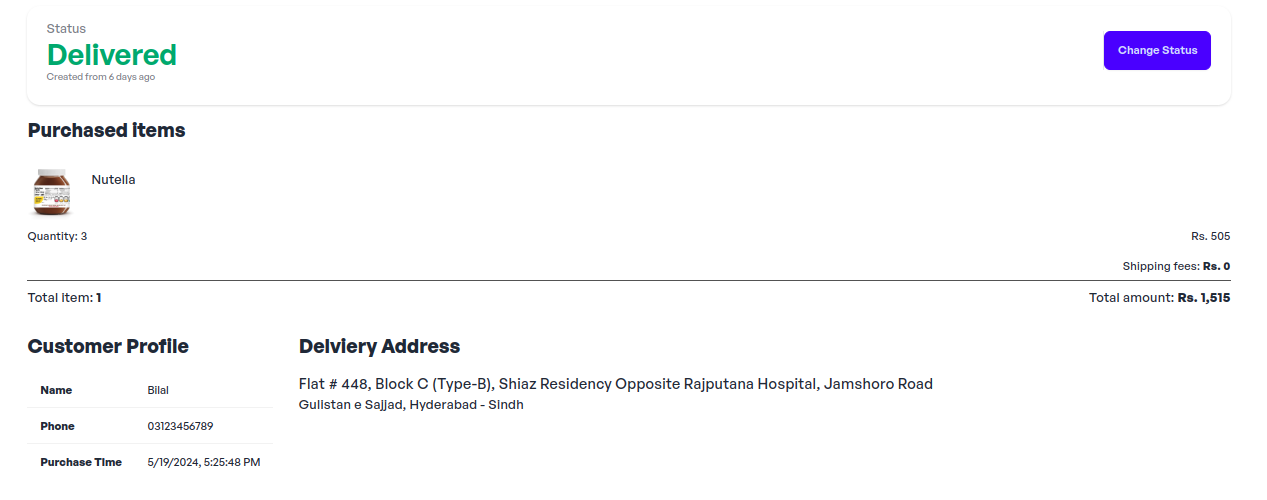 Status
Delivered
Created from 6 days ago
Change Status
Purchased items
Nutella
Quantity: 3
Rs. 505
Shipping fees: Rs. 0
Total item: 1
Total amount: Rs. 1,515
Customer Profile
Name Bilal
Phone 03123456789
Purchase Time 5/19/2024, 5:25:48 PM
Delviery Address
Flat # 448, Block C (Type-B), Shiaz Residency Opposite Rajputana Hospital, Jamshoro Road
Gulistan e Sajjad, Hyderabad - Sindh